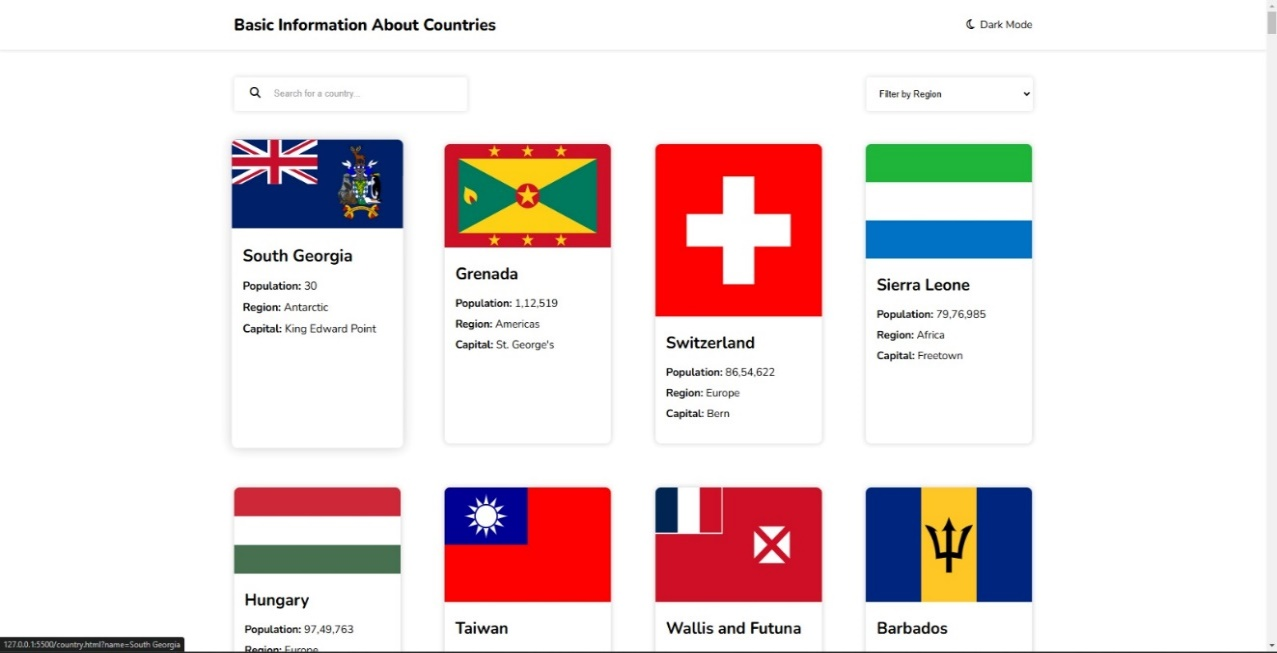 Basic Information About Countries
Dark Mode
Search for a country...
Filter by Region
South Georgia
Population: 30
Region: Antarctic
Capital: King Edward Point
Grenada
Population: 1,12,519
Region: Americas
Capital: St. George's
Switzerland
Population: 86,54,622
Region: Europe
Capital: Bern
Sierra Leone
Population: 79,76,985
Region: Africa
Capital: Freetown
Hungary
Population: 97,49,763
Region: Europe
Taiwan
Wallis and Futuna
Barbados
127.0.0.1:5500/country.html?name=South Georgia